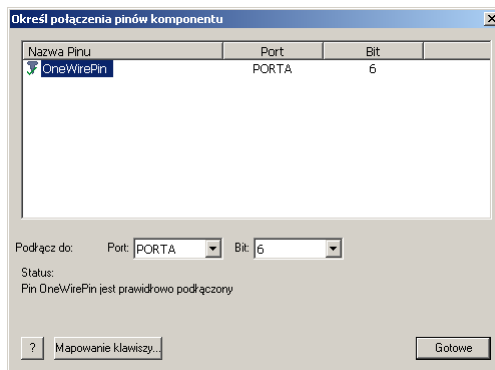 Określ połączenia pinów komponentu
Nazwa Pinu Port Bit
OneWirePin PORTA 6
Podłącz do: Port: PORTA Bit: 6
Status:
Pin OneWirePin jest prawidłowo podłączony
? Mapowanie klawiszy... Gotowe